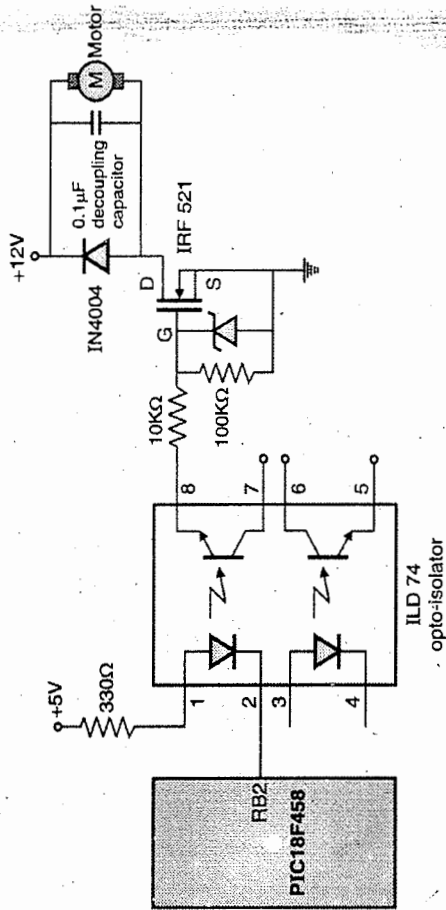 +12V
Motor
M
0.1µF
decoupling
capacitor
IN4004
D
IRF 521
G
S
10KΩ
100KΩ
+5V
330Ω
1
2
3
4
8
7
6
5
RB2
PIC18F458
ILD 74
opto-isolator